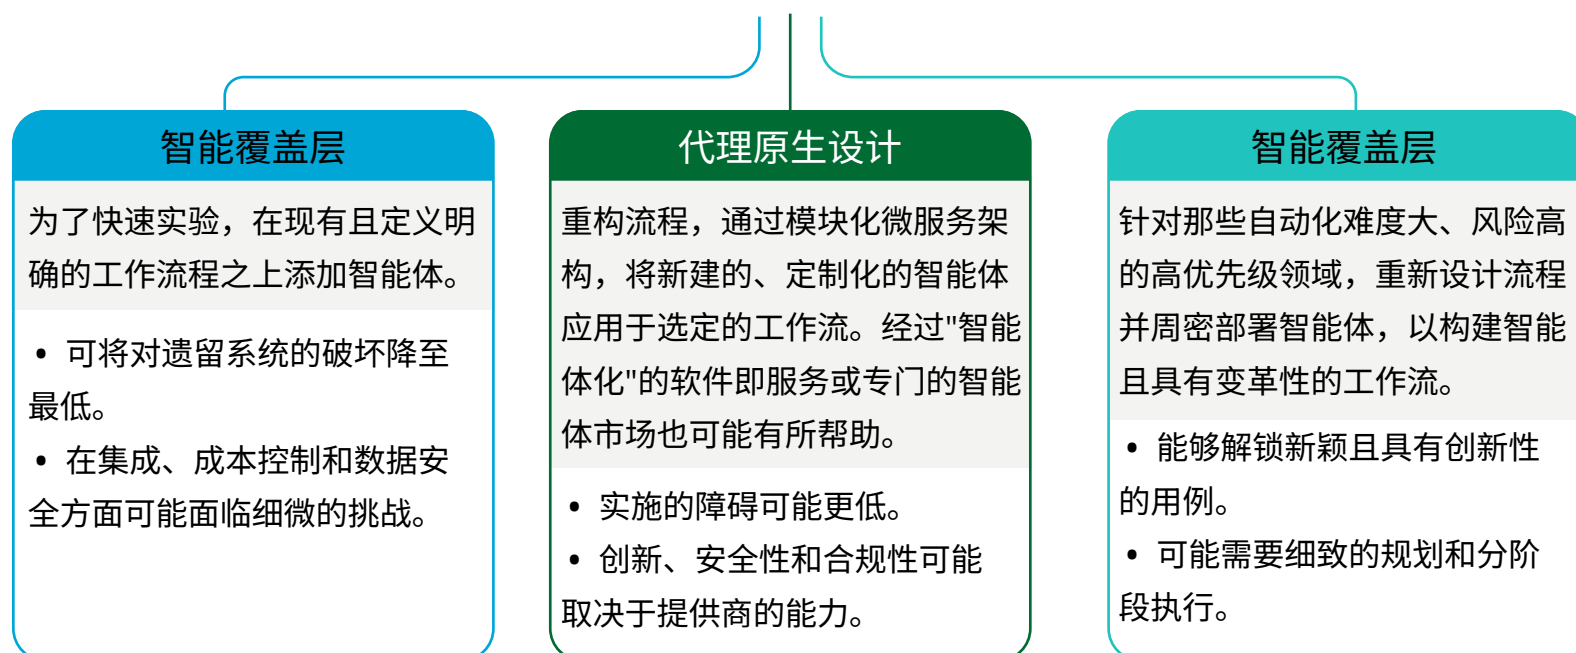 智能覆盖层
为了快速实验，在现有且定义明
确的工作流程之上添加智能体。
• 可将对遗留系统的破坏降至
最低。
• 在集成、成本控制和数据安
全方面可能面临细微的挑战。
代理原生设计
重构流程，通过模块化微服务架
构，将新建的、定制化的智能体
应用于选定的工作流。经过"智能
体化"的软件即服务或专门的智能
体市场也可能有所帮助。
• 实施的障碍可能更低。
• 创新、安全性和合规性可能
取决于提供商的能力。
智能覆盖层
针对那些自动化难度大、风险高
的高优先级领域，重新设计流程
并周密部署智能体，以构建智能
且具有变革性的工作流。
• 能够解锁新颖且具有创新性
的用例。
• 可能需要细致的规划和分阶
段执行。